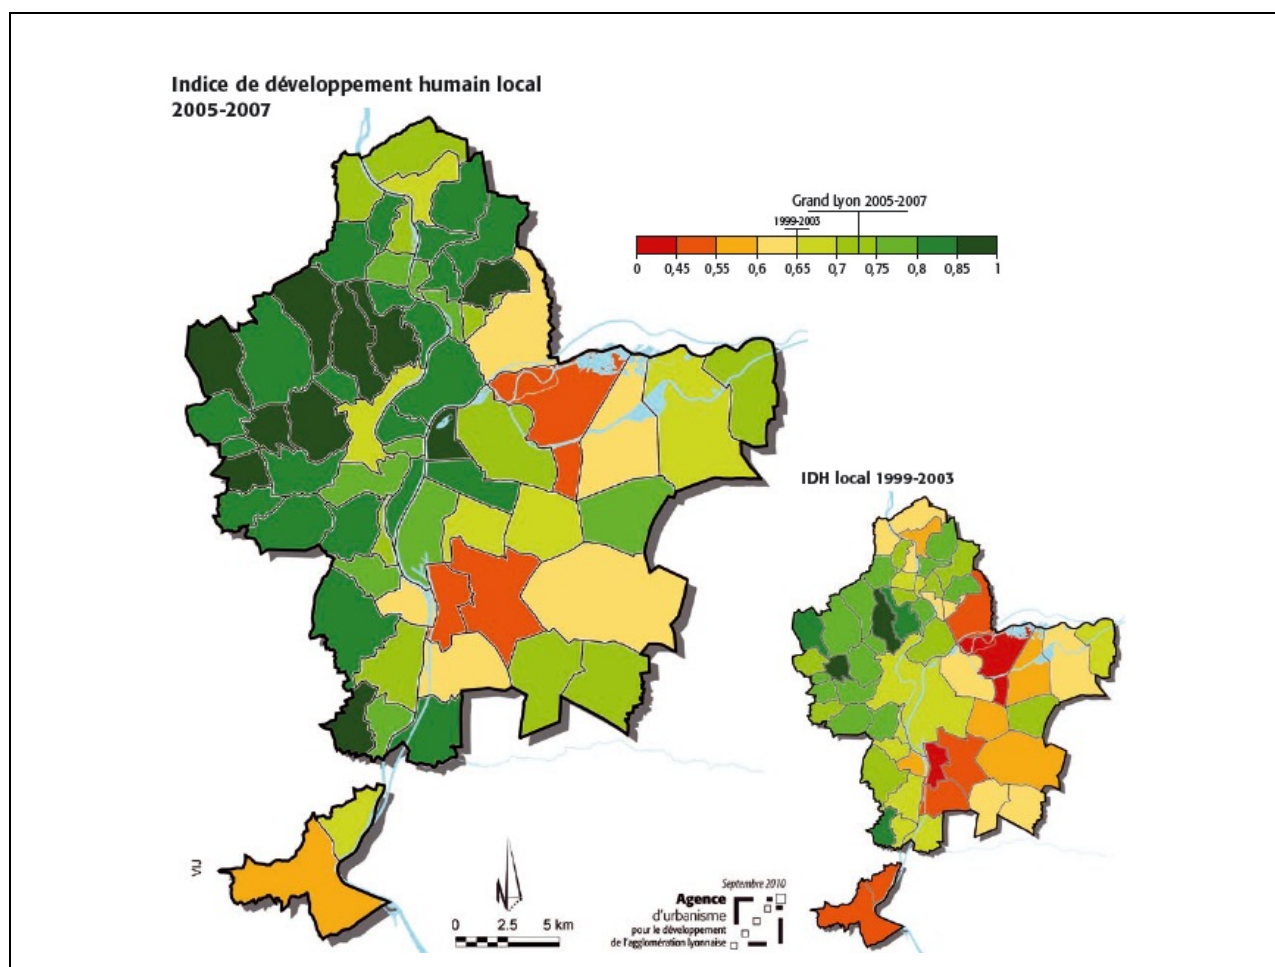 Indice de développement humain local
2005-2007
Grand Lyon 2005-2007
1999-2003
0 0,45 0,55 0,6 0,65 0,7 0,75 0,8 0,85 1
IDH local 1999-2003
VIJ
N
0 2.5 5 km
Septembre 2010
Agence
d'urbanisme
pour le développement
de l'agglomération lyonnaise